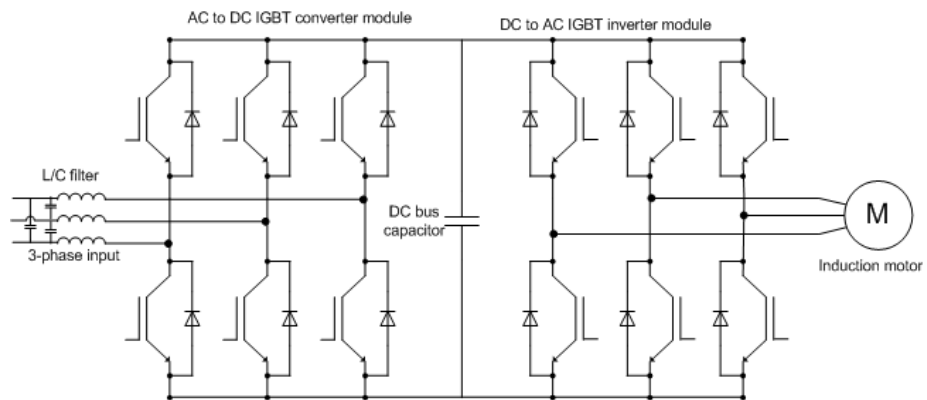 AC to DC IGBT converter module
DC to AC IGBT inverter module
L/C filter
3-phase input
DC bus
capacitor
M
Induction motor